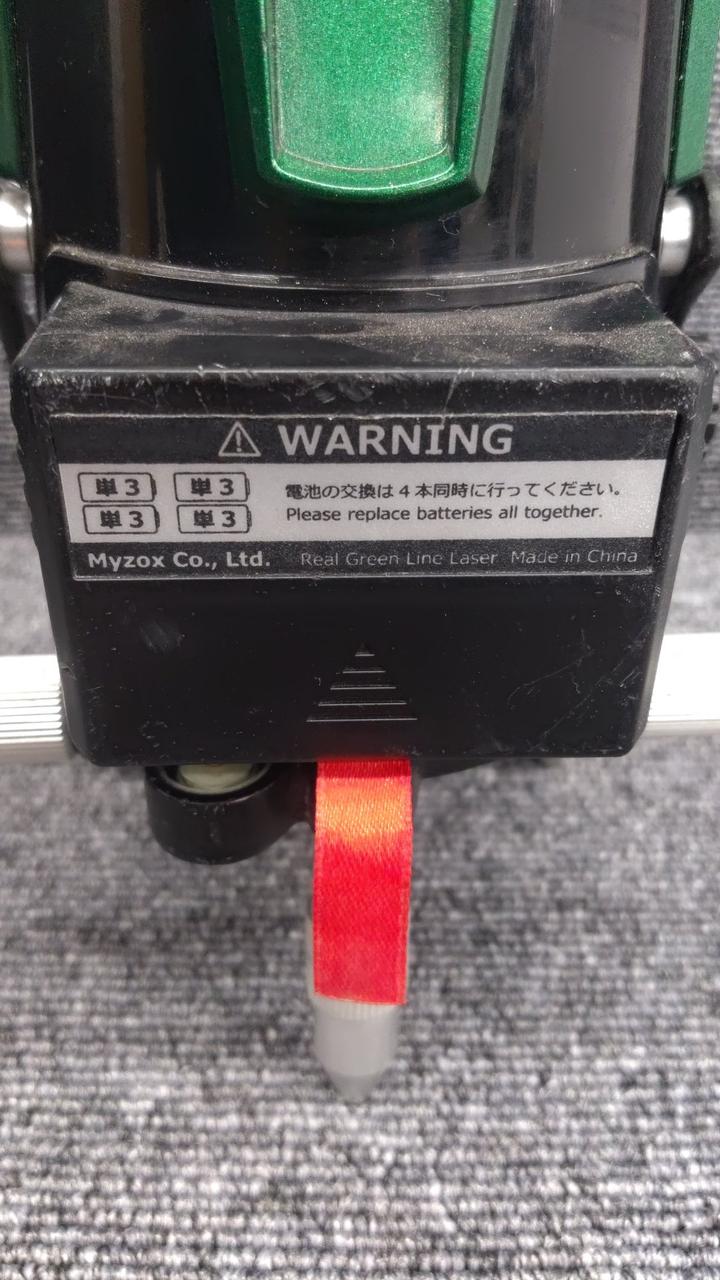 ⚠ WARNING
単3 単3
単3 単3
電池の交換は4本同時に行ってください。
Please replace batteries all together.
Myzox Co., Ltd. Real Green Line Laser Made in China